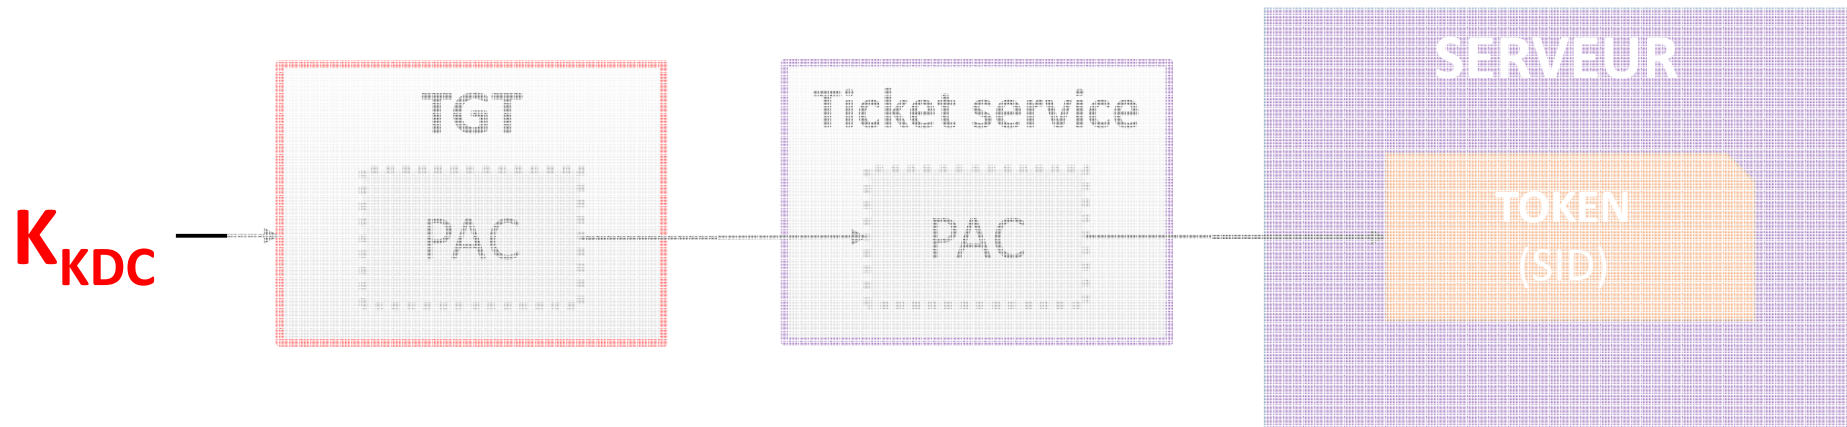 K KDC
TGT
PAC
Ticket service
PAC
SERVEUR
TOKEN
(SID)